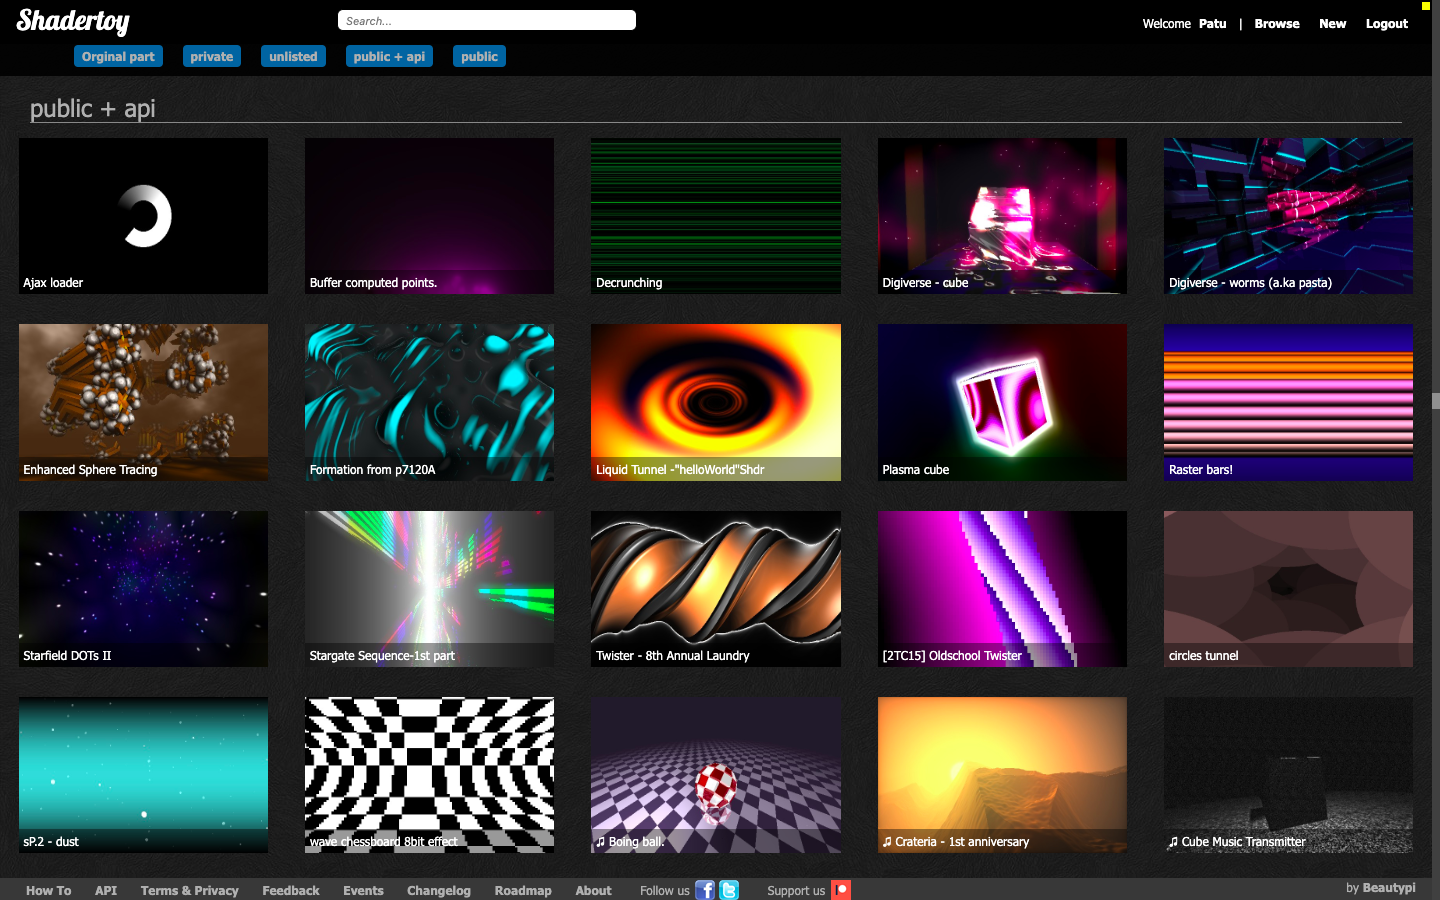 Shadertoy
Search...
Welcome Patu | Browse New Logout
Orginal part private unlisted public + api public
public + api
Ajax loader
Buffer computed points.
Decrunching
Digiverse - cube
Digiverse - worms (a.ka pasta)
Enhanced Sphere Tracing
Formation from p7120A
Liquid Tunnel -"helloWorld"Shdr
Plasma cube
Raster bars!
Starfield DOTs II
Stargate Sequence-1st part
Twister - 8th Annual Laundry
[2TC15] Oldschool Twister
circles tunnel
sP.2 - dust
wave chessboard 8bit effect
♫ Boing ball.
♫ Crateria - 1st anniversary
♫ Cube Music Transmitter
How To API Terms & Privacy Feedback Events Changelog Roadmap About Follow us Support us by Beautypi